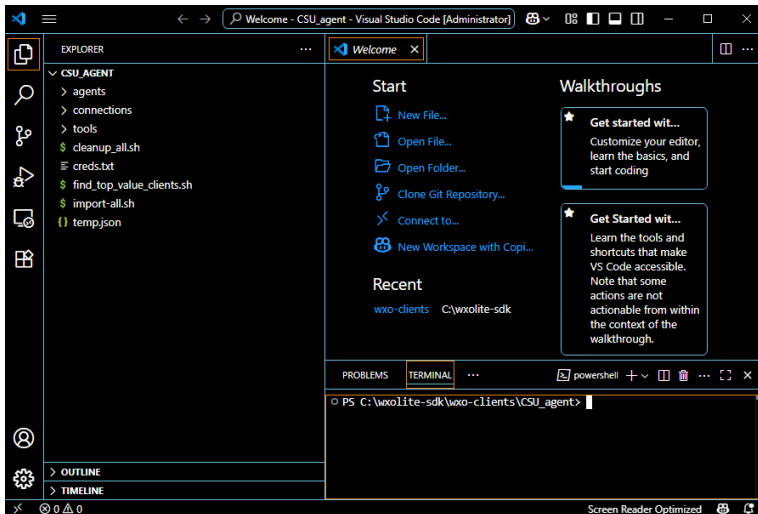 Welcome - CSU_agent - Visual Studio Code [Administrator]
EXPLORER
CSU_AGENT
agents
connections
tools
$ cleanup_all.sh
creds.txt
$ find_top_value_clients.sh
$ import-all.sh
{} temp.json
OUTLINE
TIMELINE
Welcome
Start
New File...
Open File...
Open Folder...
Clone Git Repository...
Connect to...
New Workspace with Copi...
Recent
wxo-clients C:\wxolite-sdk
Walkthroughs
Get started wit...
Customize your editor,
learn the basics, and
start coding
Get Started wit...
Learn the tools and
shortcuts that make
VS Code accessible.
Note that some
actions are not
actionable from within
the context of the
walkthrough.
PROBLEMS TERMINAL ... powershell
PS C:\wxolite-sdk\wxo-clients\CSU_agent>
0 0 Screen Reader Optimized